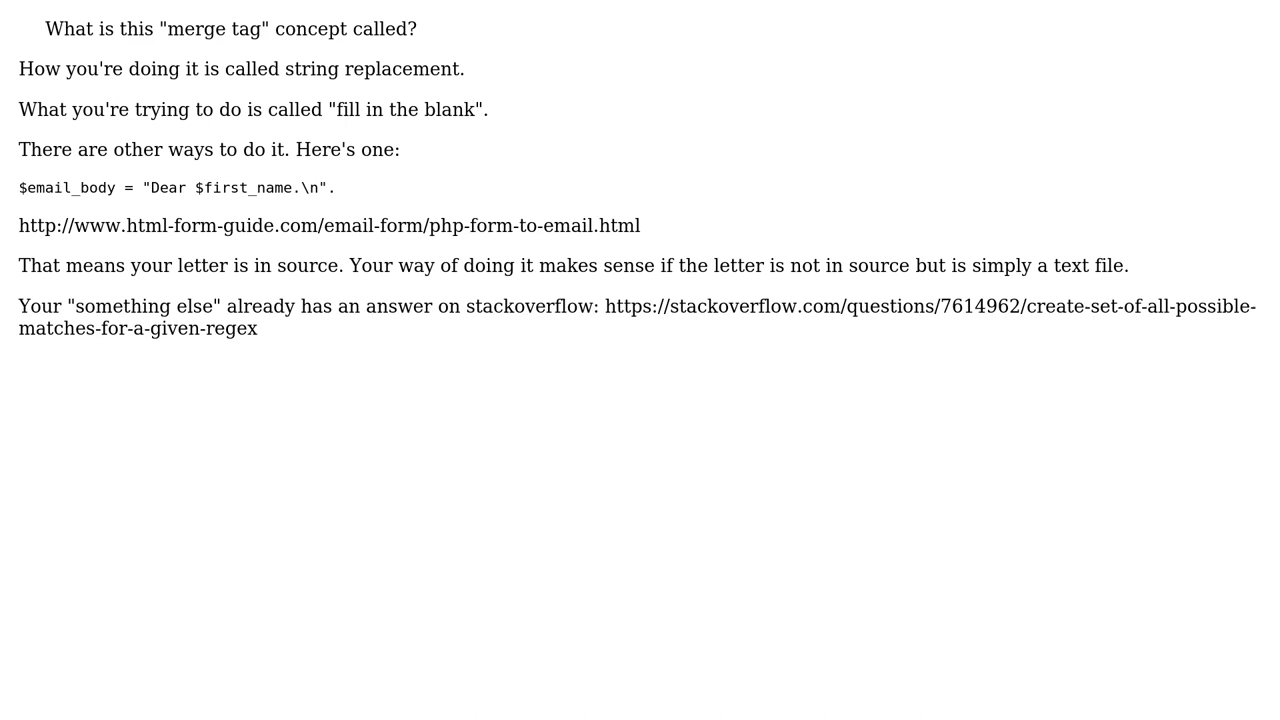 What is this "merge tag" concept called?
How you're doing it is called string replacement.
What you're trying to do is called "fill in the blank".
There are other ways to do it. Here's one:
$email_body = "Dear $first_name.\n".
http://www.html-form-guide.com/email-form/php-form-to-email.html
That means your letter is in source. Your way of doing it makes sense if the letter is not in source but is simply a text file.
Your "something else" already has an answer on stackoverflow: https://stackoverflow.com/questions/7614962/create-set-of-all-possible-
matches-for-a-given-regex